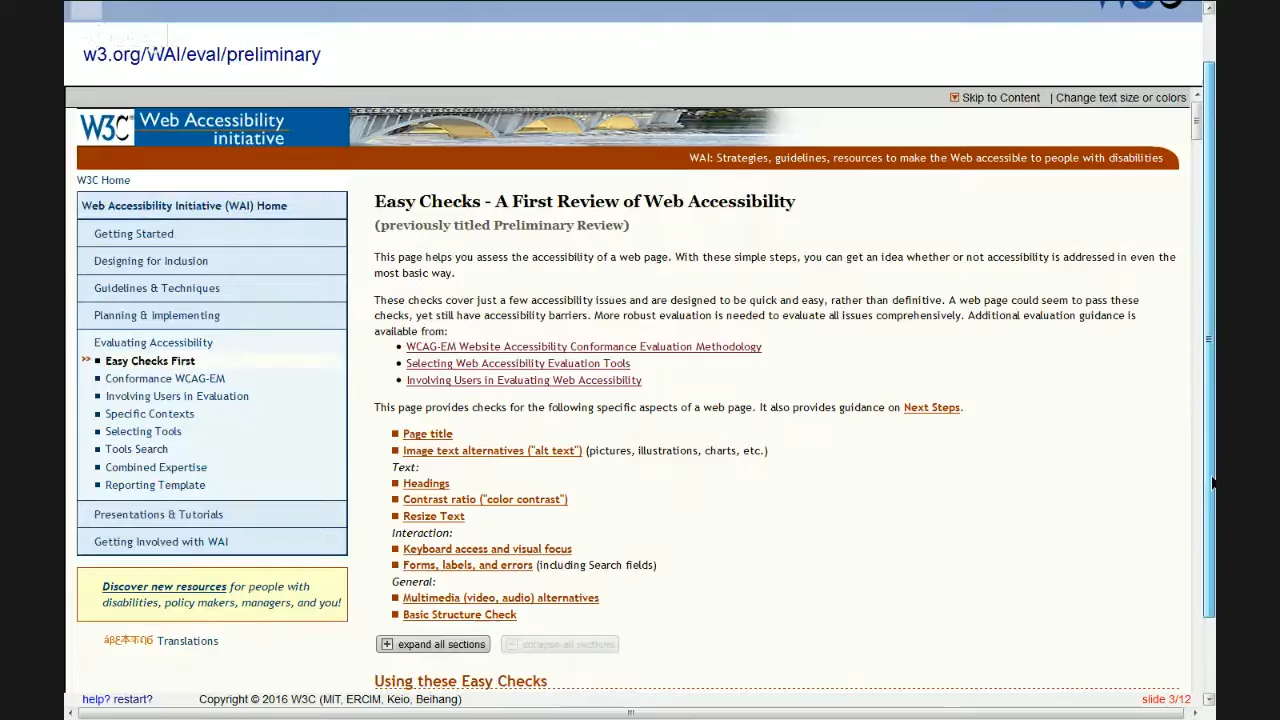 w3.org/WAI/eval/preliminary
Skip to Content | Change text size or colors
W3C Web Accessibility
initiative
WAI: Strategies, guidelines, resources to make the Web accessible to people with disabilities
W3C Home
Web Accessibility Initiative (WAI) Home
Getting Started
Designing for Inclusion
Guidelines & Techniques
Planning & Implementing
Evaluating Accessibility
Easy Checks First
Conformance WCAG-EM
Involving Users in Evaluation
Specific Contexts
Selecting Tools
Tools Search
Combined Expertise
Reporting Template
Presentations & Tutorials
Getting Involved with WAI
Discover new resources for people with
disabilities, policy makers, managers, and you!
Translations
Easy Checks - A First Review of Web Accessibility
(previously titled Preliminary Review)
This page helps you assess the accessibility of a web page. With these simple steps, you can get an idea whether or not accessibility is addressed in even the
most basic way.
These checks cover just a few accessibility issues and are designed to be quick and easy, rather than definitive. A web page could seem to pass these
checks, yet still have accessibility barriers. More robust evaluation is needed to evaluate all issues comprehensively. Additional evaluation guidance is
available from:
WCAG-EM Website Accessibility Conformance Evaluation Methodology
Selecting Web Accessibility Evaluation Tools
Involving Users in Evaluating Web Accessibility
This page provides checks for the following specific aspects of a web page. It also provides guidance on Next Steps.
Page title
Image text alternatives ("alt text") (pictures, illustrations, charts, etc.)
Text:
Headings
Contrast ratio ("color contrast")
Resize Text
Interaction:
Keyboard access and visual focus
Forms, labels, and errors (including Search fields)
General:
Multimedia (video, audio) alternatives
Basic Structure Check
expand all sections
collapse all sections
Using these Easy Checks
help? restart?
Copyright © 2016 W3C (MIT, ERCIM, Keio, Beihang)
slide 3/12